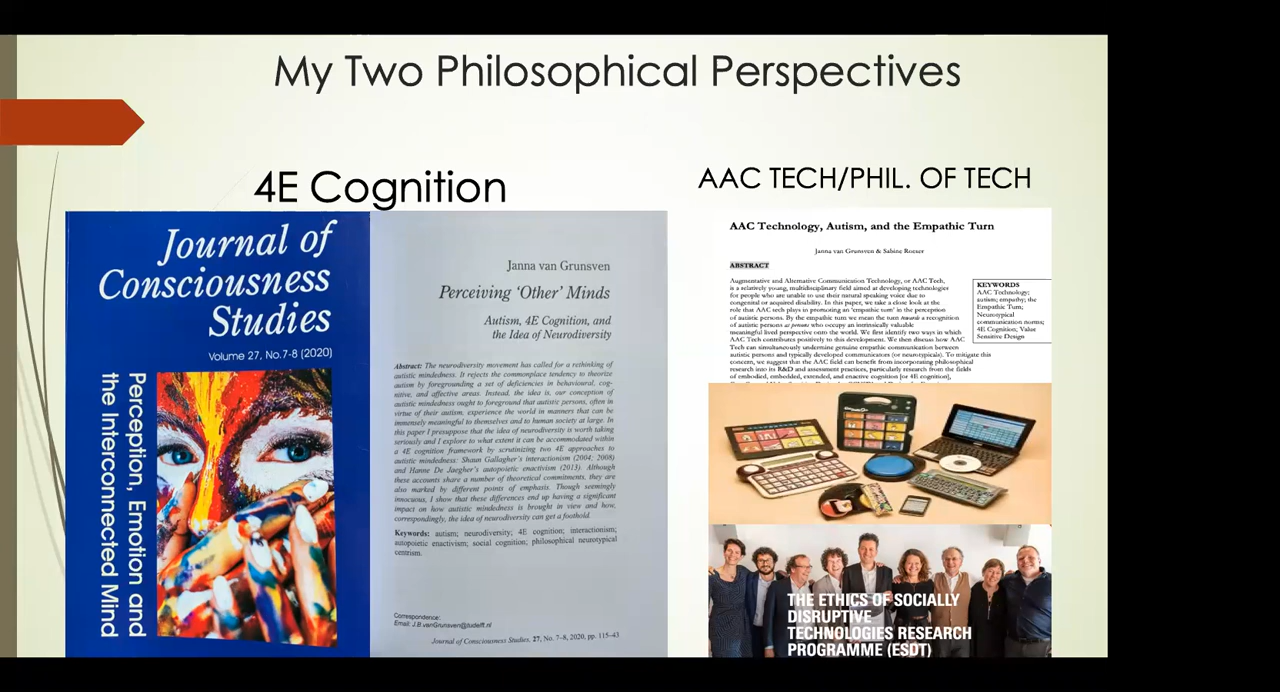 My Two Philosophical Perspectives
4E Cognition
Journal of
Consciousness
Studies
Volume 27, No.7-8 (2020)
Perception, Emotion and
the Interconnected Mind
Janna van Grunsven
Perceiving ‘Other’ Minds
Autism, 4E Cognition, and
the Idea of Neurodiversity
Abstract: The neurodiversity movement has called for a rethinking
of autistic mindedness. It rejects the commonplace tendency to theorize
autism by foregrounding a set of deficiencies in behavioural, cog-
native, and affective areas. Instead, the idea is, our conception of
autistic mindedness ought to foreground that autistic persons, often in
virtue of their autism, experience the world in manners that can be
immensely meaningful to themselves and to human society at large. In
this paper I presuppose that the idea of neurodiversity is worth taking
seriously and I explore to what extent it can be accommodated within
a 4E cognition framework by scrutinizing two 4E approaches to
autistic mindedness: Shaun Gallagher's interactionism (2004; 2008)
and Hanne De Jaegher's autopoietic enactivism (2013). Although
these accounts share a number of theoretical commitments, they are
also marked by different points of emphasis. Though seemingly
innocuous, I show that these differences end up having a significant
impact on how autistic mindedness is brought in view and how,
correspondingly, the idea of neurodiversity can get a foothold.
Keywords: autism; neurodiversity; 4E cognition; interactionism;
autopoietic enactivism; social cognition; philosophical neurotypical
centrism.
Correspondence:
Email: J.B.vanGrunsven@tudelft.nl
Journal of Consciousness Studies, 27, No. 7–8, 2020, pp. 115–43
AAC TECH/PHIL. OF TECH
AAC Technology, Autism, and the Empathic Turn
Janna van Grunsven & Sabine Roeser
ABSTRACT
Augmentative and Alternative Communication Technology, or AAC Tech,
is a relatively young, multidisciplinary field aimed at developing technologies
for people who are unable to use their natural speaking voice due to
congenital or acquired disability. In this paper, we take a close look at the
role that AAC tech plays in promoting an ‘empathic turn’ in the perception
of autistic persons. By the empathic turn we mean the turn towards a recognition
of autistic persons as persons who occupy an intrinsically valuable
meaningful lived perspective onto the world. We first identify two ways in which
AAC Tech contributes positively to this development. We then discuss how AAC
Tech can simultaneously undermine genuine empathic communication between
autistic persons and typically developed communicators (or neurotypicals). To mitigate this
concern, we suggest that the AAC field can benefit from incorporating philosophical
research into its R&D and assessment practices, particularly research from the fields
of embodied, embedded, extended, and enactive cognition [or 4E cognition],
KEYWORDS
AAC Technology;
autism; empathy; the
Empathic Turn;
Neurotypical
communication norms;
4E Cognition; Value
Sensitive Design
THE ETHICS OF SOCIALLY
DISRUPTIVE
TECHNOLOGIES RESEARCH
PROGRAMME (ESDT)